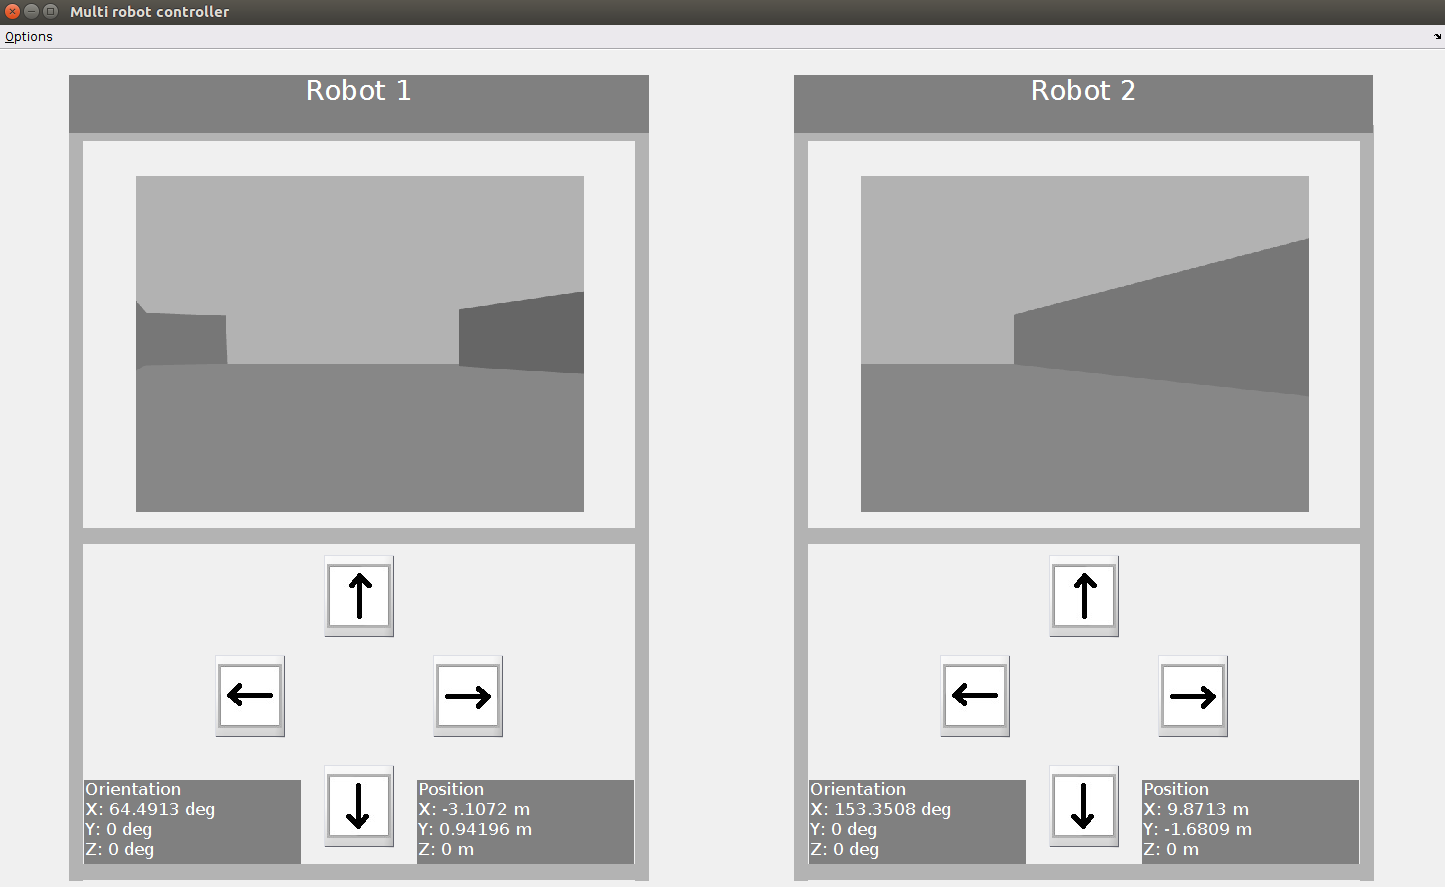 Multi robot controller
Options
Robot 1
Robot 2
Orientation
X: 64.4913 deg
Y: 0 deg
Z: 0 deg
Position
X: -3.1072 m
Y: 0.94196 m
Z: 0 m
Orientation
X: 153.3508 deg
Y: 0 deg
Z: 0 deg
Position
X: 9.8713 m
Y: -1.6809 m
Z: 0 m